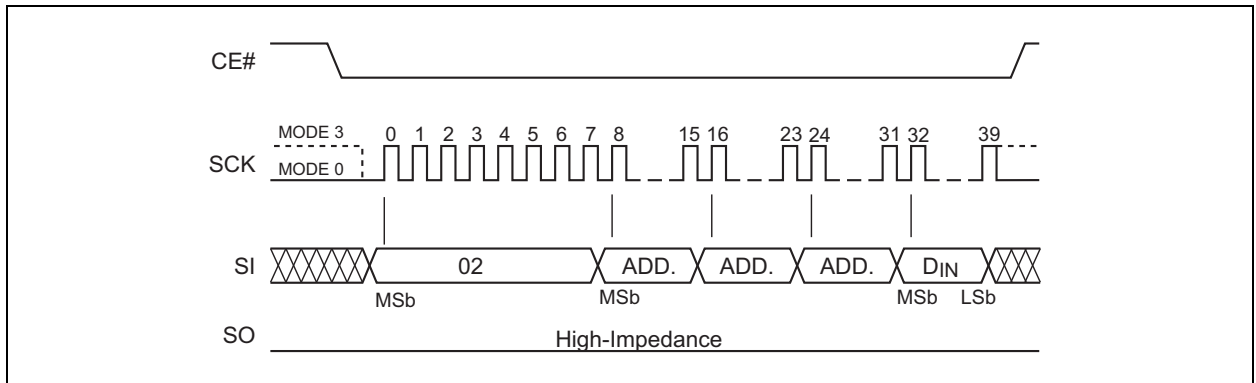 CE#
MODE 3
0 1 2 3 4 5 6 7 8 15 16 23 24 31 32 39
SCK
MODE 0
SI
02 ADD. ADD. ADD. DIN
MSb MSb MSb LSb
SO
High-Impedance